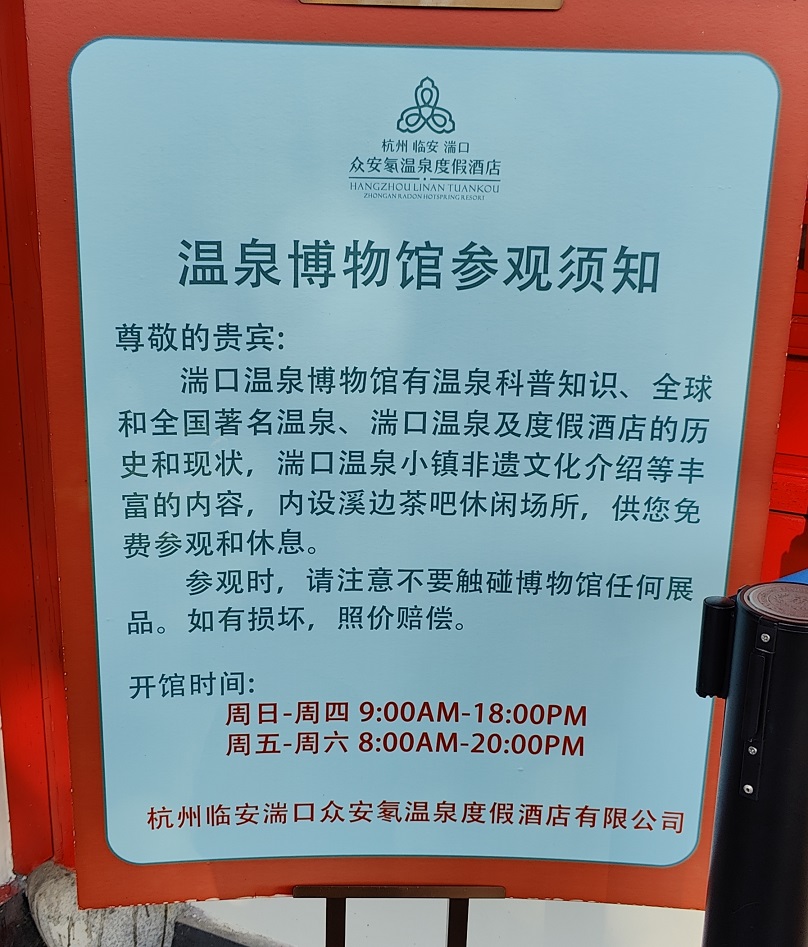 杭州 临安 湍口
众安氡温泉度假酒店
HANGZHOU LINAN TUANKOU
ZHONGAN RADON HOTSPRING RESORT
温泉博物馆参观须知
尊敬的贵宾:
湍口温泉博物馆有温泉科普知识、全球
和全国著名温泉、湍口温泉及度假酒店的历
史和现状，湍口温泉小镇非遗文化介绍等丰
富的内容，内设溪边茶吧休闲场所，供您免
费参观和休息。
参观时，请注意不要触碰博物馆任何展
品。如有损坏，照价赔偿。
开馆时间:
周日-周四 9:00AM-18:00PM
周五-周六 8:00AM-20:00PM
杭州临安湍口众安氡温泉度假酒店有限公司